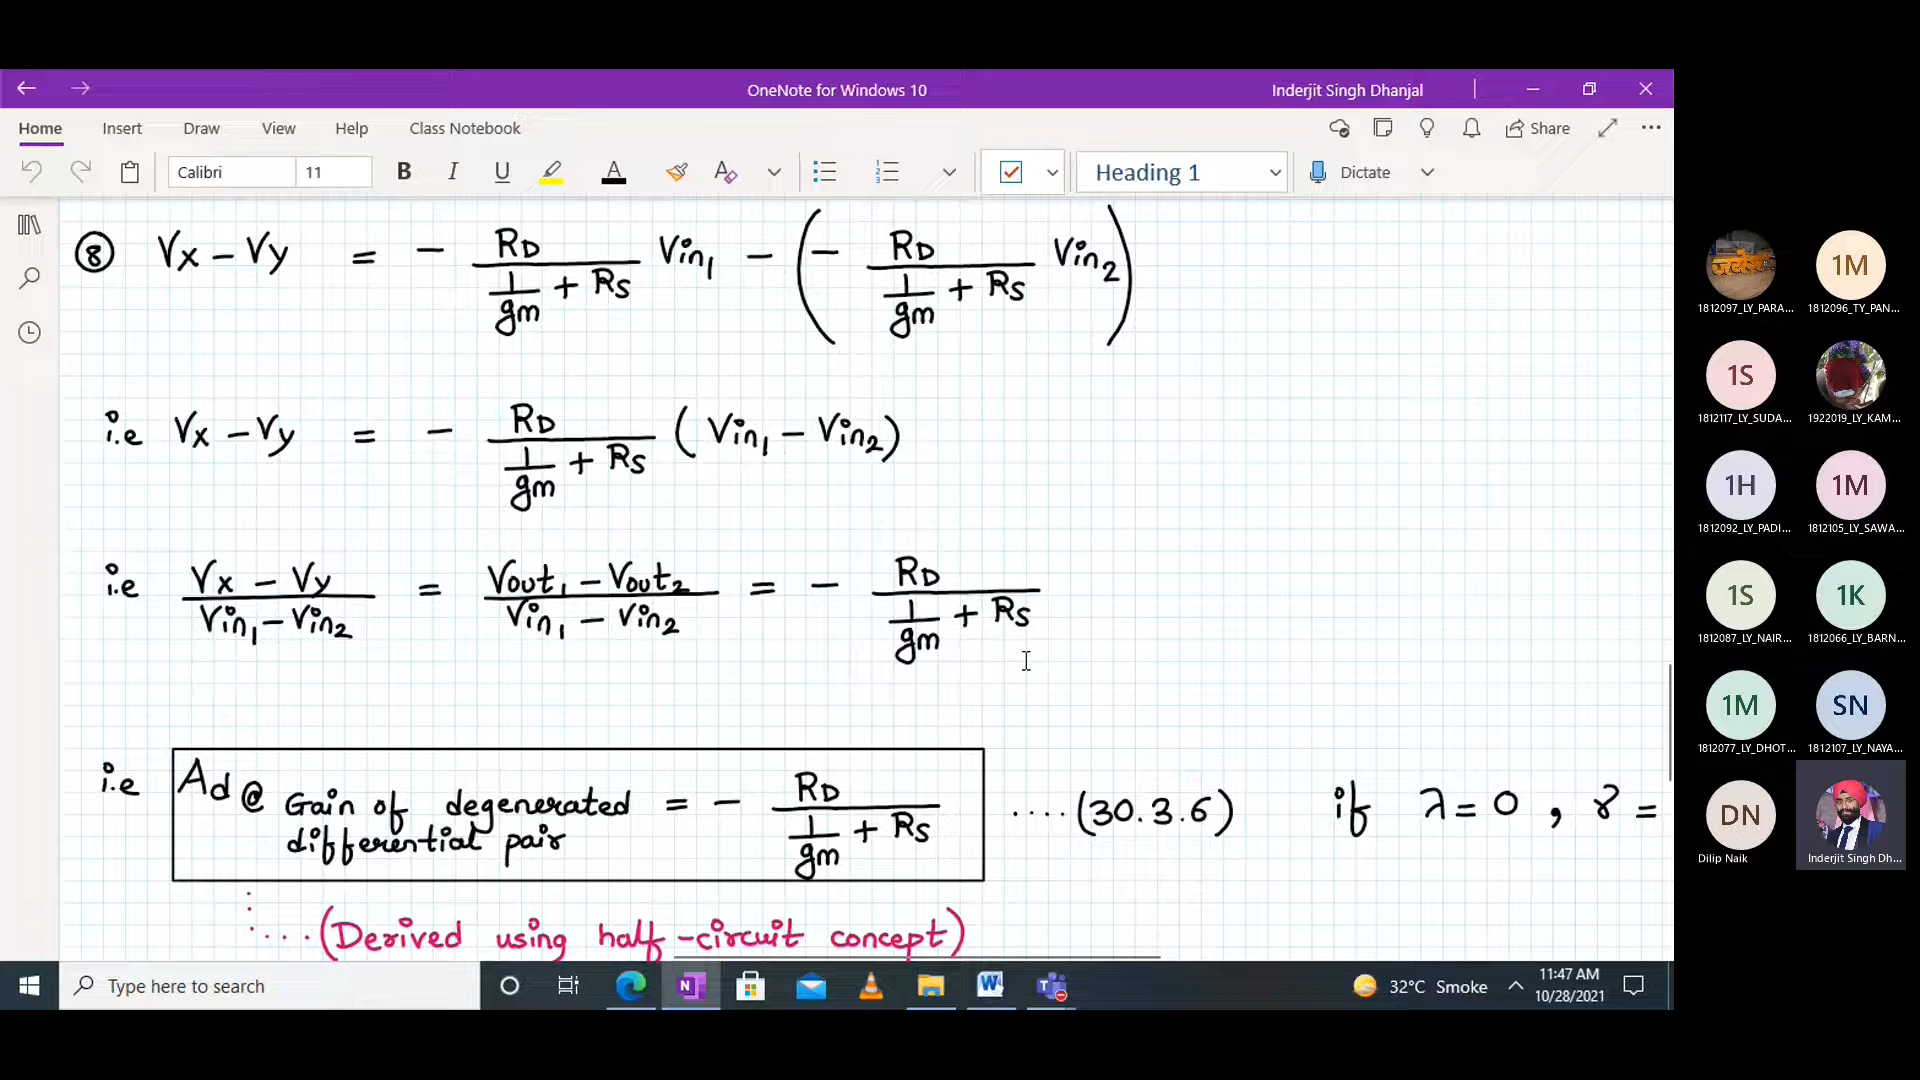 OneNote for Windows 10
Inderjit Singh Dhanjal
Home Insert Draw View Help Class Notebook
Share
Calibri 11 B I U A Heading 1 Dictate
⑧ Vx - Vy = - RD/(1/gm + Rs) Vin1 - (- RD/(1/gm + Rs) Vin2)
i.e Vx - Vy = - RD/(1/gm + Rs) (Vin1 - Vin2)
i.e (Vx - Vy)/(Vin1 - Vin2) = (Vout1 - Vout2)/(Vin1 - Vin2) = - RD/(1/gm + Rs)
i.e Ad @ Gain of degenerated differential pair = - RD/(1/gm + Rs) ....(30.3.6) if λ = 0 , γ =
....(Derived using half-circuit concept)
1812097_LY_PARA...
1M
1812096_TY_PAN...
1S
1812117_LY_SUDA...
1922019_LY_KAM...
1H
1812092_LY_PADI...
1M
1812105_LY_SAWA...
1S
1812087_LY_NAIR...
1K
1812066_LY_BARN...
1M
1812077_LY_DHOT...
SN
1812107_LY_NAYA...
DN
Dilip Naik
Inderjit Singh Dh...
Type here to search
32°C Smoke
11:47 AM
10/28/2021